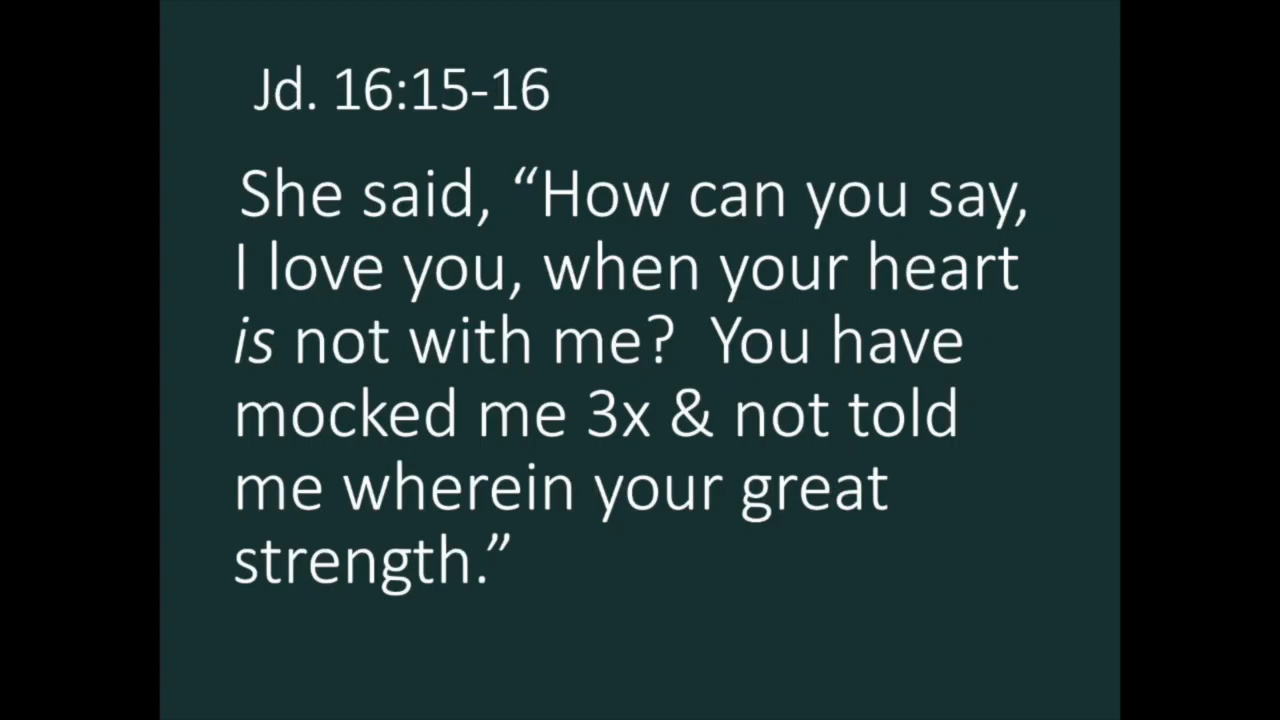 Jd. 16:15-16
She said, “How can you say,
I love you, when your heart
is not with me?  You have
mocked me 3x & not told
me wherein your great
strength.”